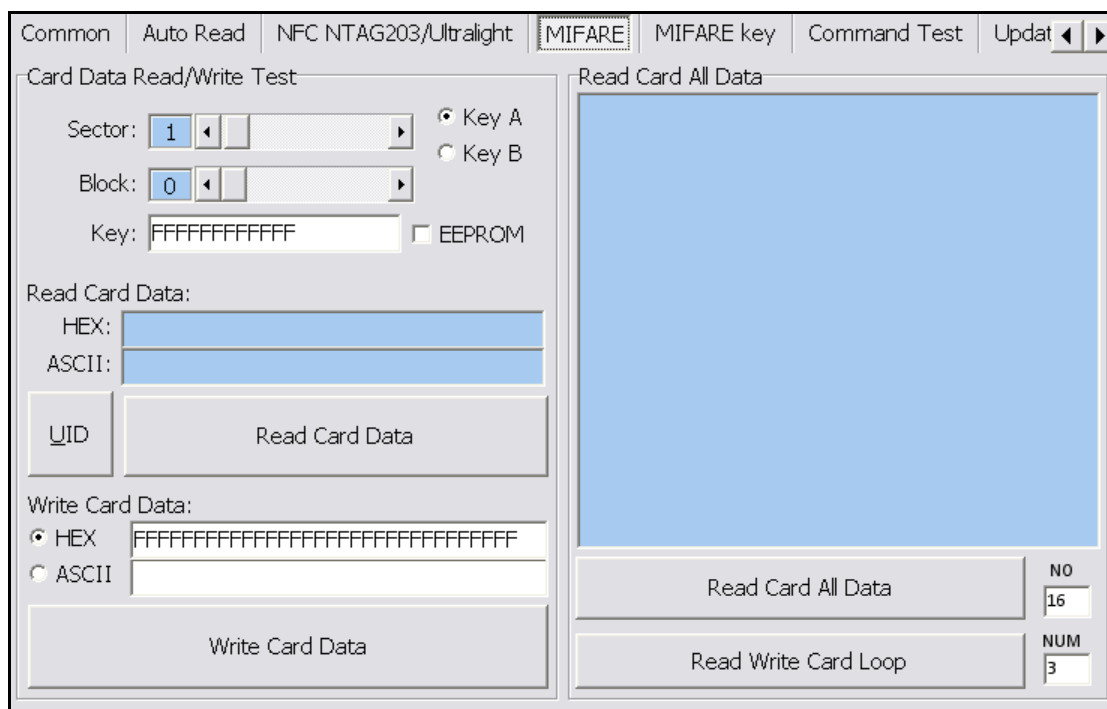 Common Auto Read NFC NTAG203/Ultralight MIFARE MIFARE key Command Test Updat
Card Data Read/Write Test
Sector: 1
Key A
Key B
Block: 0
Key: FFFFFFFFFFFF EEPROM
Read Card Data:
HEX:
ASCII:
UID Read Card Data
Write Card Data:
HEX FFFFFFFFFFFFFFFFFFFFFFFFFFFFFFFF
ASCII
Write Card Data
Read Card All Data
Read Card All Data
NO
16
Read Write Card Loop
NUM
3